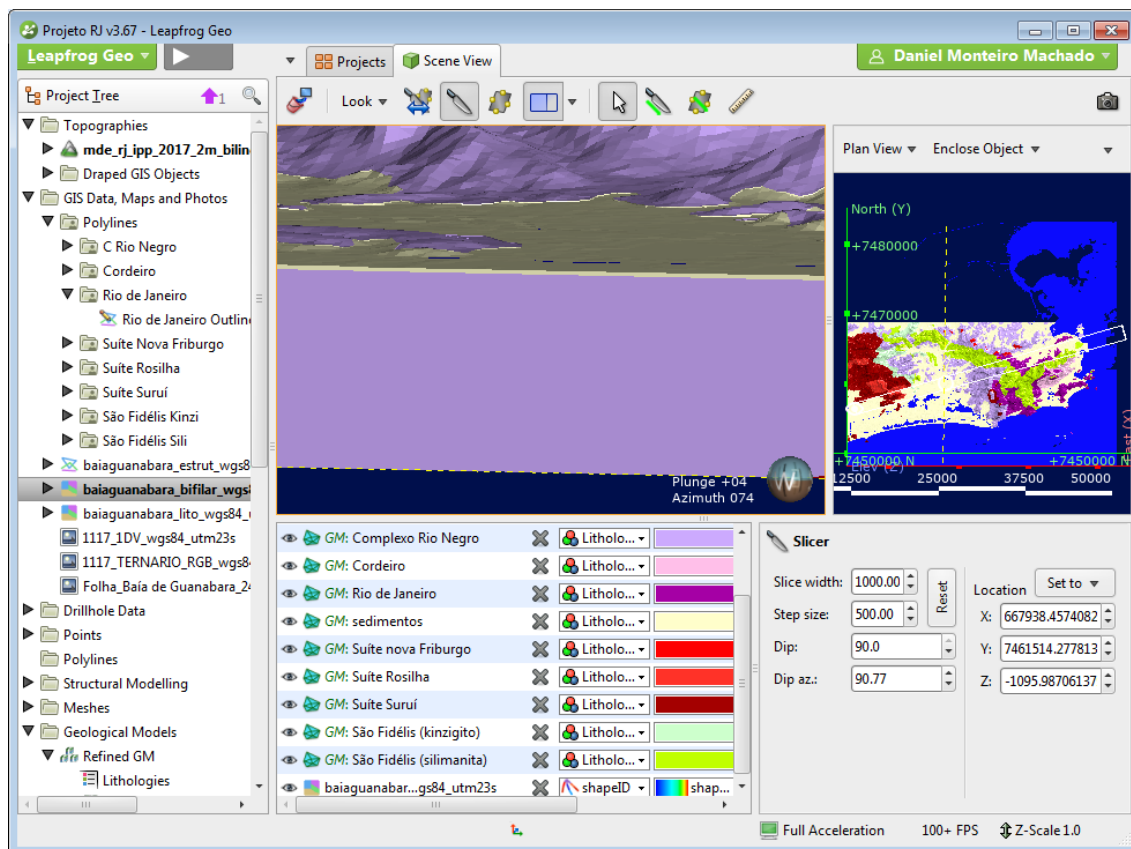 Projeto RJ v3.67 - Leapfrog Geo
Leapfrog Geo
Projects
Scene View
Daniel Monteiro Machado
Project Tree
1
Look
Topographies
mde_rj_ipp_2017_2m_bilin
Draped GIS Objects
GIS Data, Maps and Photos
Polylines
C Rio Negro
Cordeiro
Rio de Janeiro
Rio de Janeiro Outline
Suíte Nova Friburgo
Suíte Rosilha
Suíte Suruí
São Fidélis Kinzi
São Fidélis Sili
baiaguanabara_estrut_wgs8
baiaguanabara_bifilar_wgs
baiaguanabara_lito_wgs84_
1117_1DV_wgs84_utm23s
1117_TERNARIO_RGB_wgs8
Folha_Baía de Guanabara_2
Drillhole Data
Points
Polylines
Structural Modelling
Meshes
Geological Models
Refined GM
Lithologies
Plunge +04
Azimuth 074
Plan View
Enclose Object
North (Y)
+7480000
+7470000
+7450000 N
Elev (Z)
+7450000 N
East (X)
12500
25000
37500
50000
GM: Complexo Rio Negro
Litholo...
GM: Cordeiro
Litholo...
GM: Rio de Janeiro
Litholo...
GM: sedimentos
Litholo...
GM: Suíte nova Friburgo
Litholo...
GM: Suíte Rosilha
Litholo...
GM: Suíte Suruí
Litholo...
GM: São Fidélis (kinzigito)
Litholo...
GM: São Fidélis (silimanita)
Litholo...
baiaguanabar...gs84_utm23s
shapeID
shap...
Slicer
Slice width: 1000.00
Step size: 500.00
Reset
Dip: 90.0
Dip az.: 90.77
Location
Set to
X: 667938.4574082
Y: 7461514.277813
Z: -1095.98706137
Full Acceleration
100+ FPS
Z-Scale 1.0